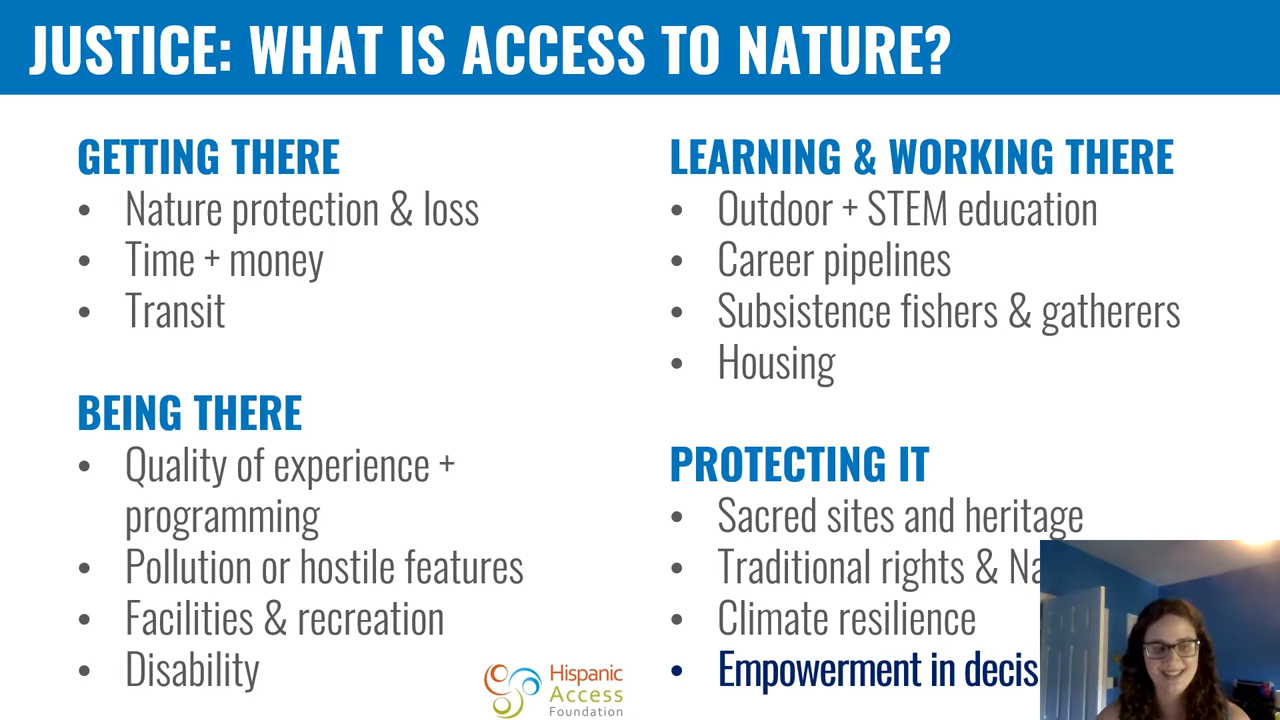 JUSTICE: WHAT IS ACCESS TO NATURE?
GETTING THERE
• Nature protection & loss
• Time + money
• Transit
BEING THERE
• Quality of experience +
programming
• Pollution or hostile features
• Facilities & recreation
• Disability
LEARNING & WORKING THERE
• Outdoor + STEM education
• Career pipelines
• Subsistence fishers & gatherers
• Housing
PROTECTING IT
• Sacred sites and heritage
• Traditional rights &
• Climate resilience
• Empowerment in
Hispanic
Access
Foundation